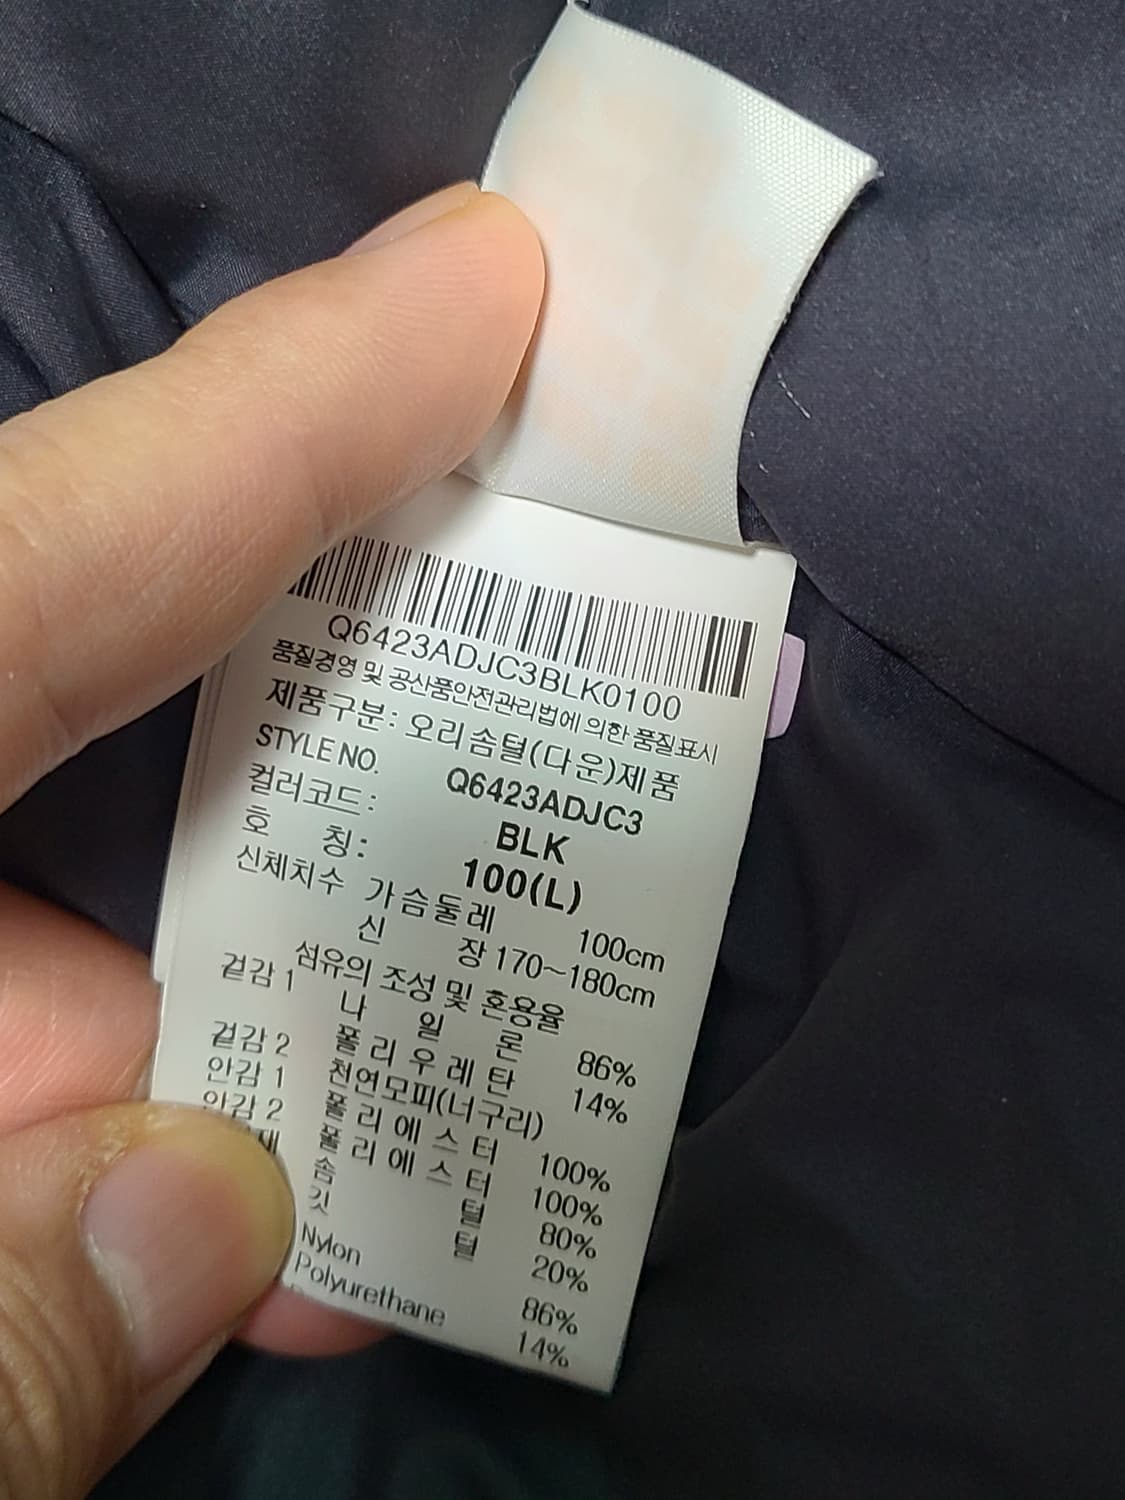 Q6423ADJC3BLK0100
품질경영 및 공산품안전관리법에 의한 품질표시
제품구분: 오리솜털(다운)제품
STYLE NO. Q6423ADJC3
컬러코드: BLK
호 칭: 100(L)
신체치수 가슴둘레 100cm
신 장 170~180cm
섬유의 조성 및 혼용율
겉감 1 나 일 론 86%
폴 리 우 레 탄 14%
겉감 2 천연모피(너구리)
안감 1 폴 리 에 스 터 100%
안감 2 폴 리 에 스 터 100%
재 솜 털 80%
깃 털 20%
Nylon 86%
Polyurethane 14%